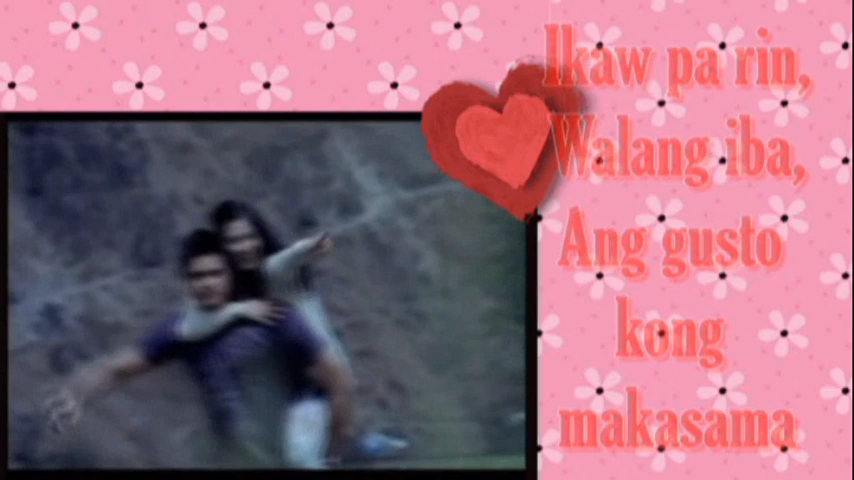 Ikaw pa rin,
Walang iba,
Ang gusto
kong
makasama